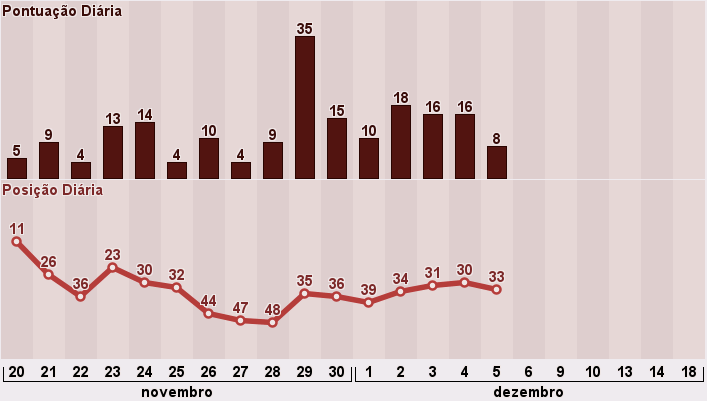 Pontuação Diária
5 9 4 13 14 4 10 4 9 35 15 10 18 16 16 8
Posição Diária
11 26 36 23 30 32 44 47 48 35 36 39 34 31 30 33
20 21 22 23 24 25 26 27 28 29 30 1 2 3 4 5 6 9 10 13 14 18
novembro dezembro